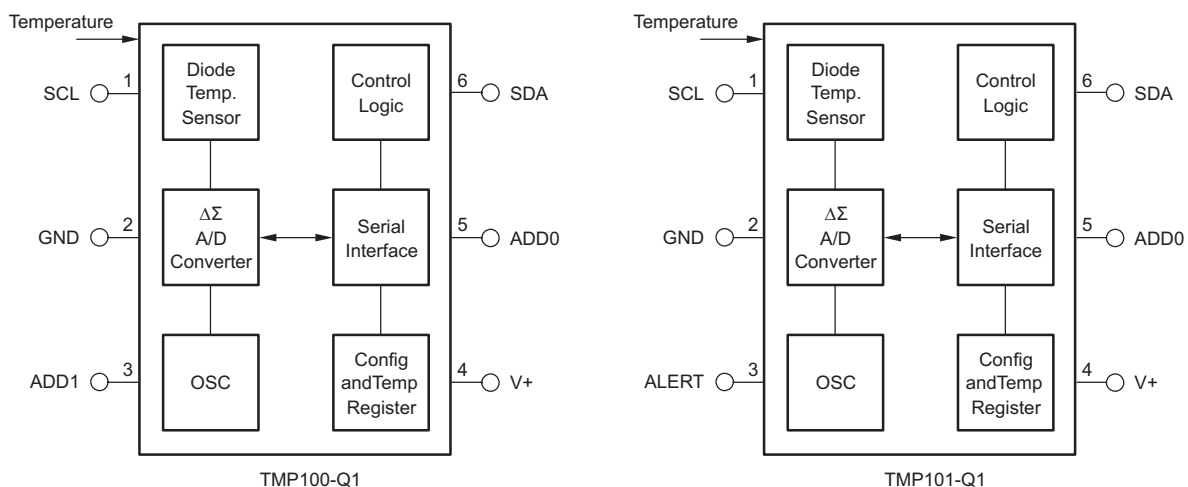 Temperature
SCL
1
GND
2
ADD1
3
Diode
Temp.
Sensor
ΔΣ
A/D
Converter
OSC
Control
Logic
Serial
Interface
Config
andTemp
Register
6
SDA
5
ADD0
4
V+
TMP100-Q1
Temperature
SCL
1
GND
2
ALERT
3
Diode
Temp.
Sensor
ΔΣ
A/D
Converter
OSC
Control
Logic
Serial
Interface
Config
andTemp
Register
6
SDA
5
ADD0
4
V+
TMP101-Q1